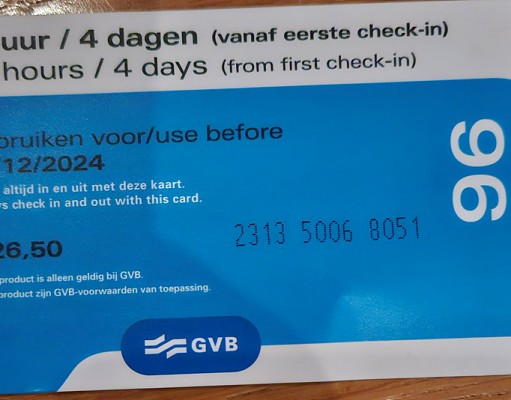 uur / 4 dagen (vanaf eerste check-in)
hours / 4 days (from first check-in)
bruiken voor/use before
/12/2024
altijd in en uit met deze kaart.
s check in and out with this card.
96
2313 5006 8051
26,50
product is alleen geldig bij GVB.
product zijn GVB-voorwaarden van toepassing.
GVB